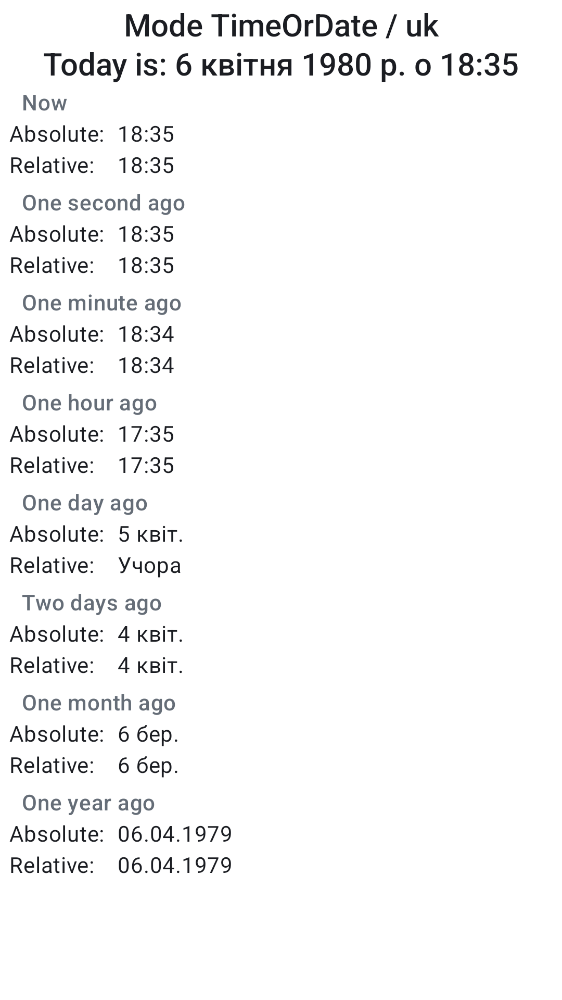 Mode TimeOrDate / uk
Today is: 6 квітня 1980 р. о 18:35
Now
Absolute: 18:35
Relative: 18:35
One second ago
Absolute: 18:35
Relative: 18:35
One minute ago
Absolute: 18:34
Relative: 18:34
One hour ago
Absolute: 17:35
Relative: 17:35
One day ago
Absolute: 5 квіт.
Relative: Учора
Two days ago
Absolute: 4 квіт.
Relative: 4 квіт.
One month ago
Absolute: 6 бер.
Relative: 6 бер.
One year ago
Absolute: 06.04.1979
Relative: 06.04.1979